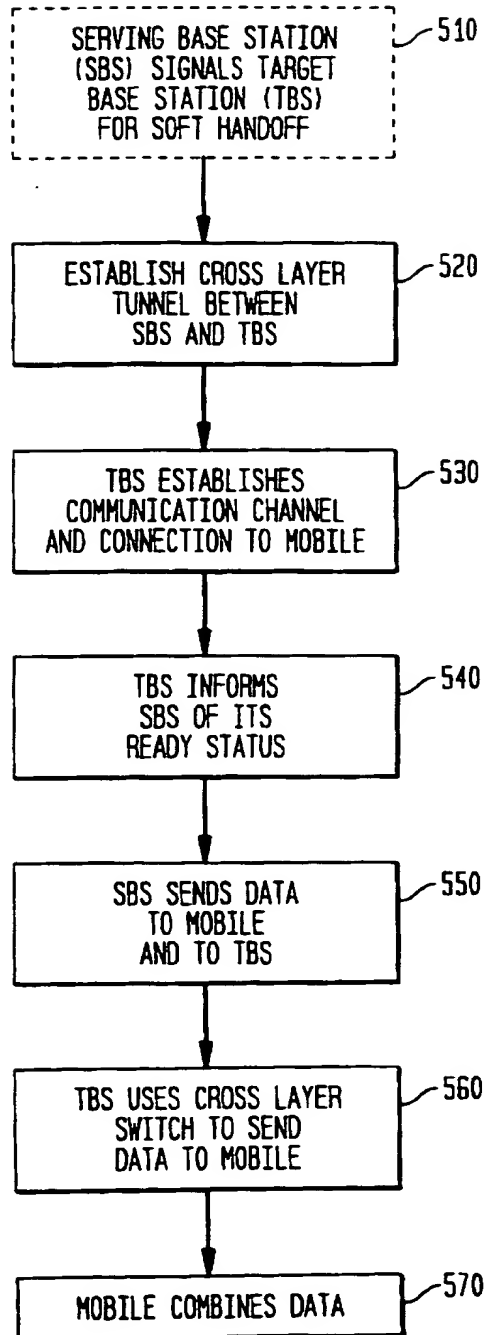 SERVING BASE STATION
(SBS) SIGNALS TARGET
BASE STATION (TBS)
FOR SOFT HANDOFF
510
ESTABLISH CROSS LAYER
TUNNEL BETWEEN
SBS AND TBS
520
TBS ESTABLISHES
COMMUNICATION CHANNEL
AND CONNECTION TO MOBILE
530
TBS INFORMS
SBS OF ITS
READY STATUS
540
SBS SENDS DATA
TO MOBILE
AND TO TBS
550
TBS USES CROSS LAYER
SWITCH TO SEND
DATA TO MOBILE
560
MOBILE COMBINES DATA
570